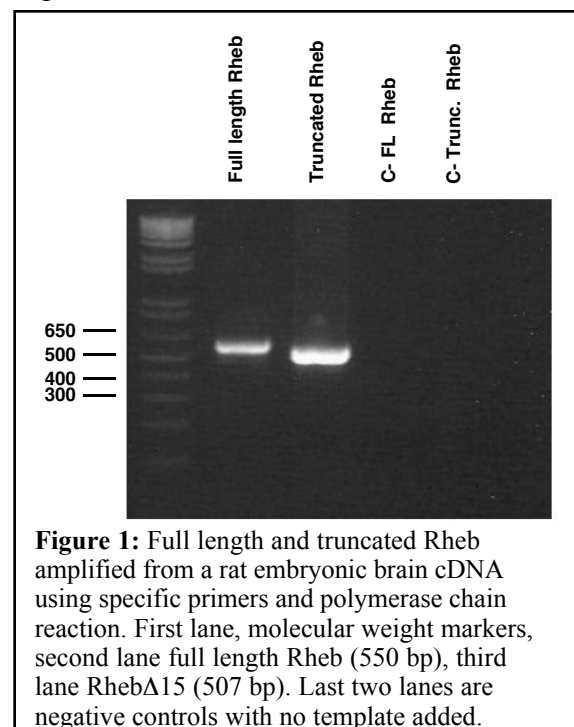 Full length Rheb
Truncated Rheb
C- FL Rheb
C- Trunc. Rheb
650
500
400
300
Figure 1: Full length and truncated Rheb
amplified from a rat embryonic brain cDNA
using specific primers and polymerase chain
reaction. First lane, molecular weight markers,
second lane full length Rheb (550 bp), third
lane Rheb∆15 (507 bp). Last two lanes are
negative controls with no template added.